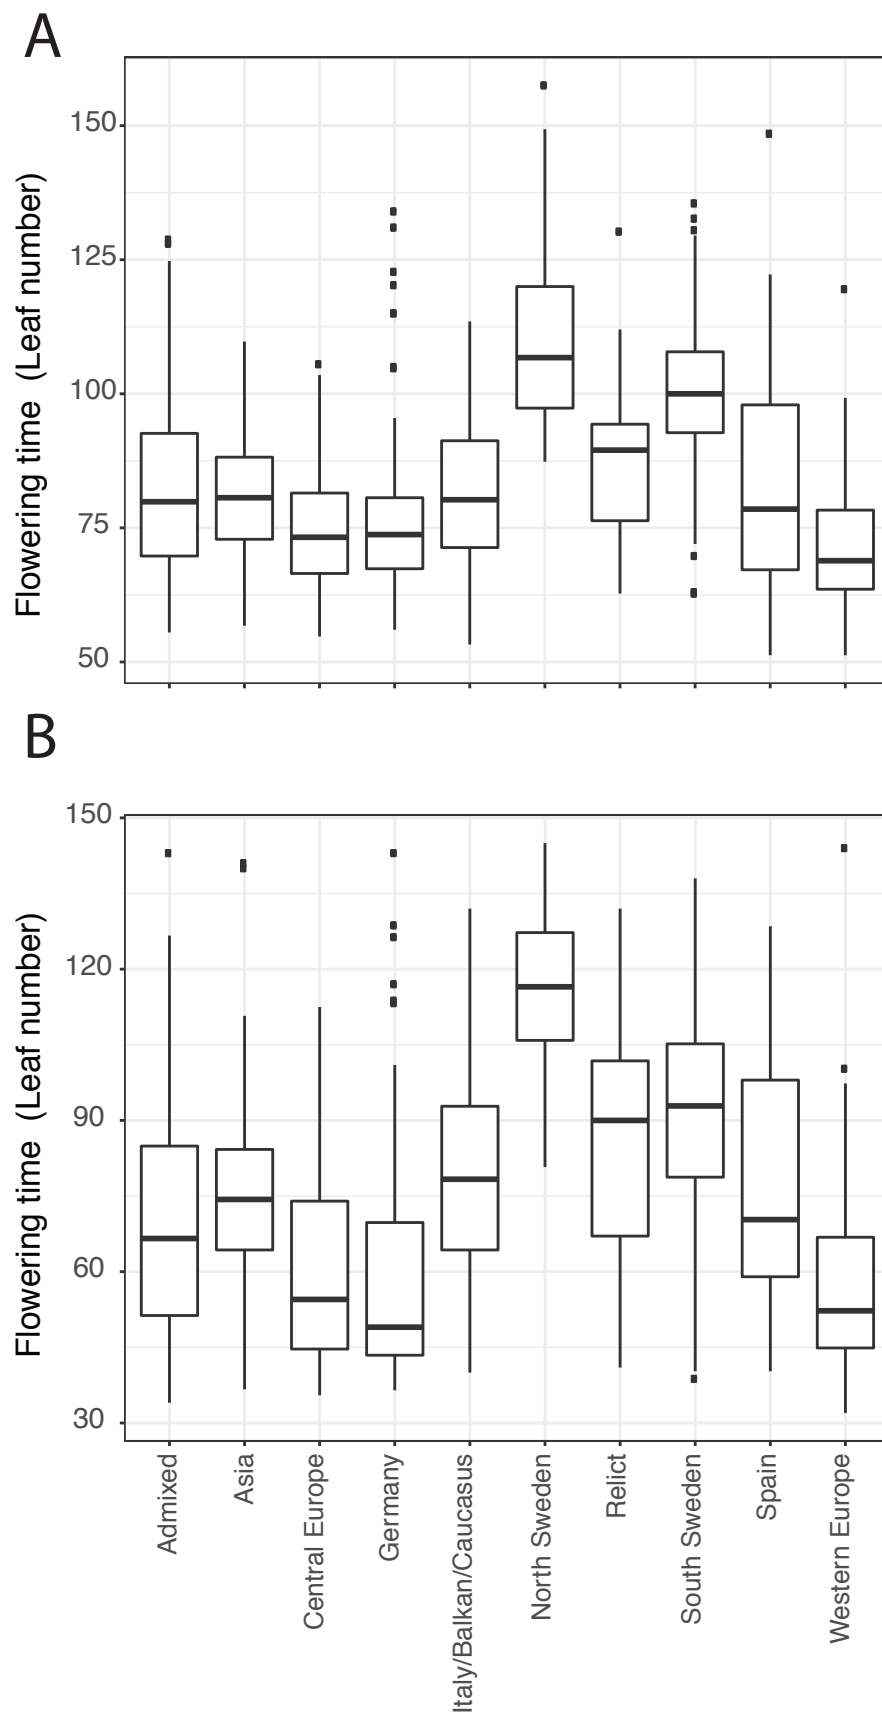 A
Flowering time (Leaf number)
150
125
100
75
50
B
Flowering time (Leaf number)
150
120
90
60
30
Admixed
Asia
Central Europe
Germany
Italy/Balkan/Caucasus
North Sweden
Relict
South Sweden
Spain
Western Europe